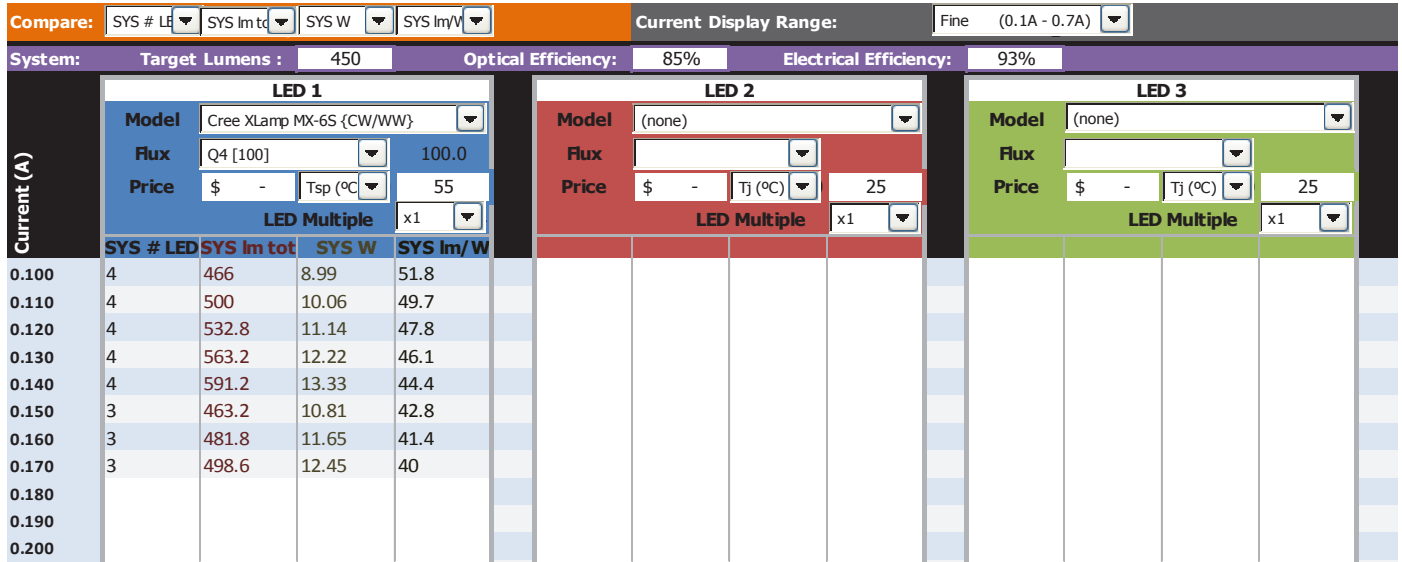 Compare: SYS # LE SYS lm to SYS W SYS lm/W Current Display Range: Fine (0.1A - 0.7A)
System: Target Lumens : 450 Optical Efficiency: 85% Electrical Efficiency: 93%
LED 1 LED 2 LED 3
Model Cree XLamp MX-6S {CW/WW} Model (none) Model (none)
Flux Q4 [100] 100.0 Flux Flux
Price $ - Tsp (ºC 55 Price $ - Tj (ºC) 25 Price $ - Tj (ºC) 25
LED Multiple x1 LED Multiple x1 LED Multiple x1
Current (A)
SYS # LED SYS lm tot SYS W SYS lm/W
0.100 4 466 8.99 51.8
0.110 4 500 10.06 49.7
0.120 4 532.8 11.14 47.8
0.130 4 563.2 12.22 46.1
0.140 4 591.2 13.33 44.4
0.150 3 463.2 10.81 42.8
0.160 3 481.8 11.65 41.4
0.170 3 498.6 12.45 40
0.180
0.190
0.200